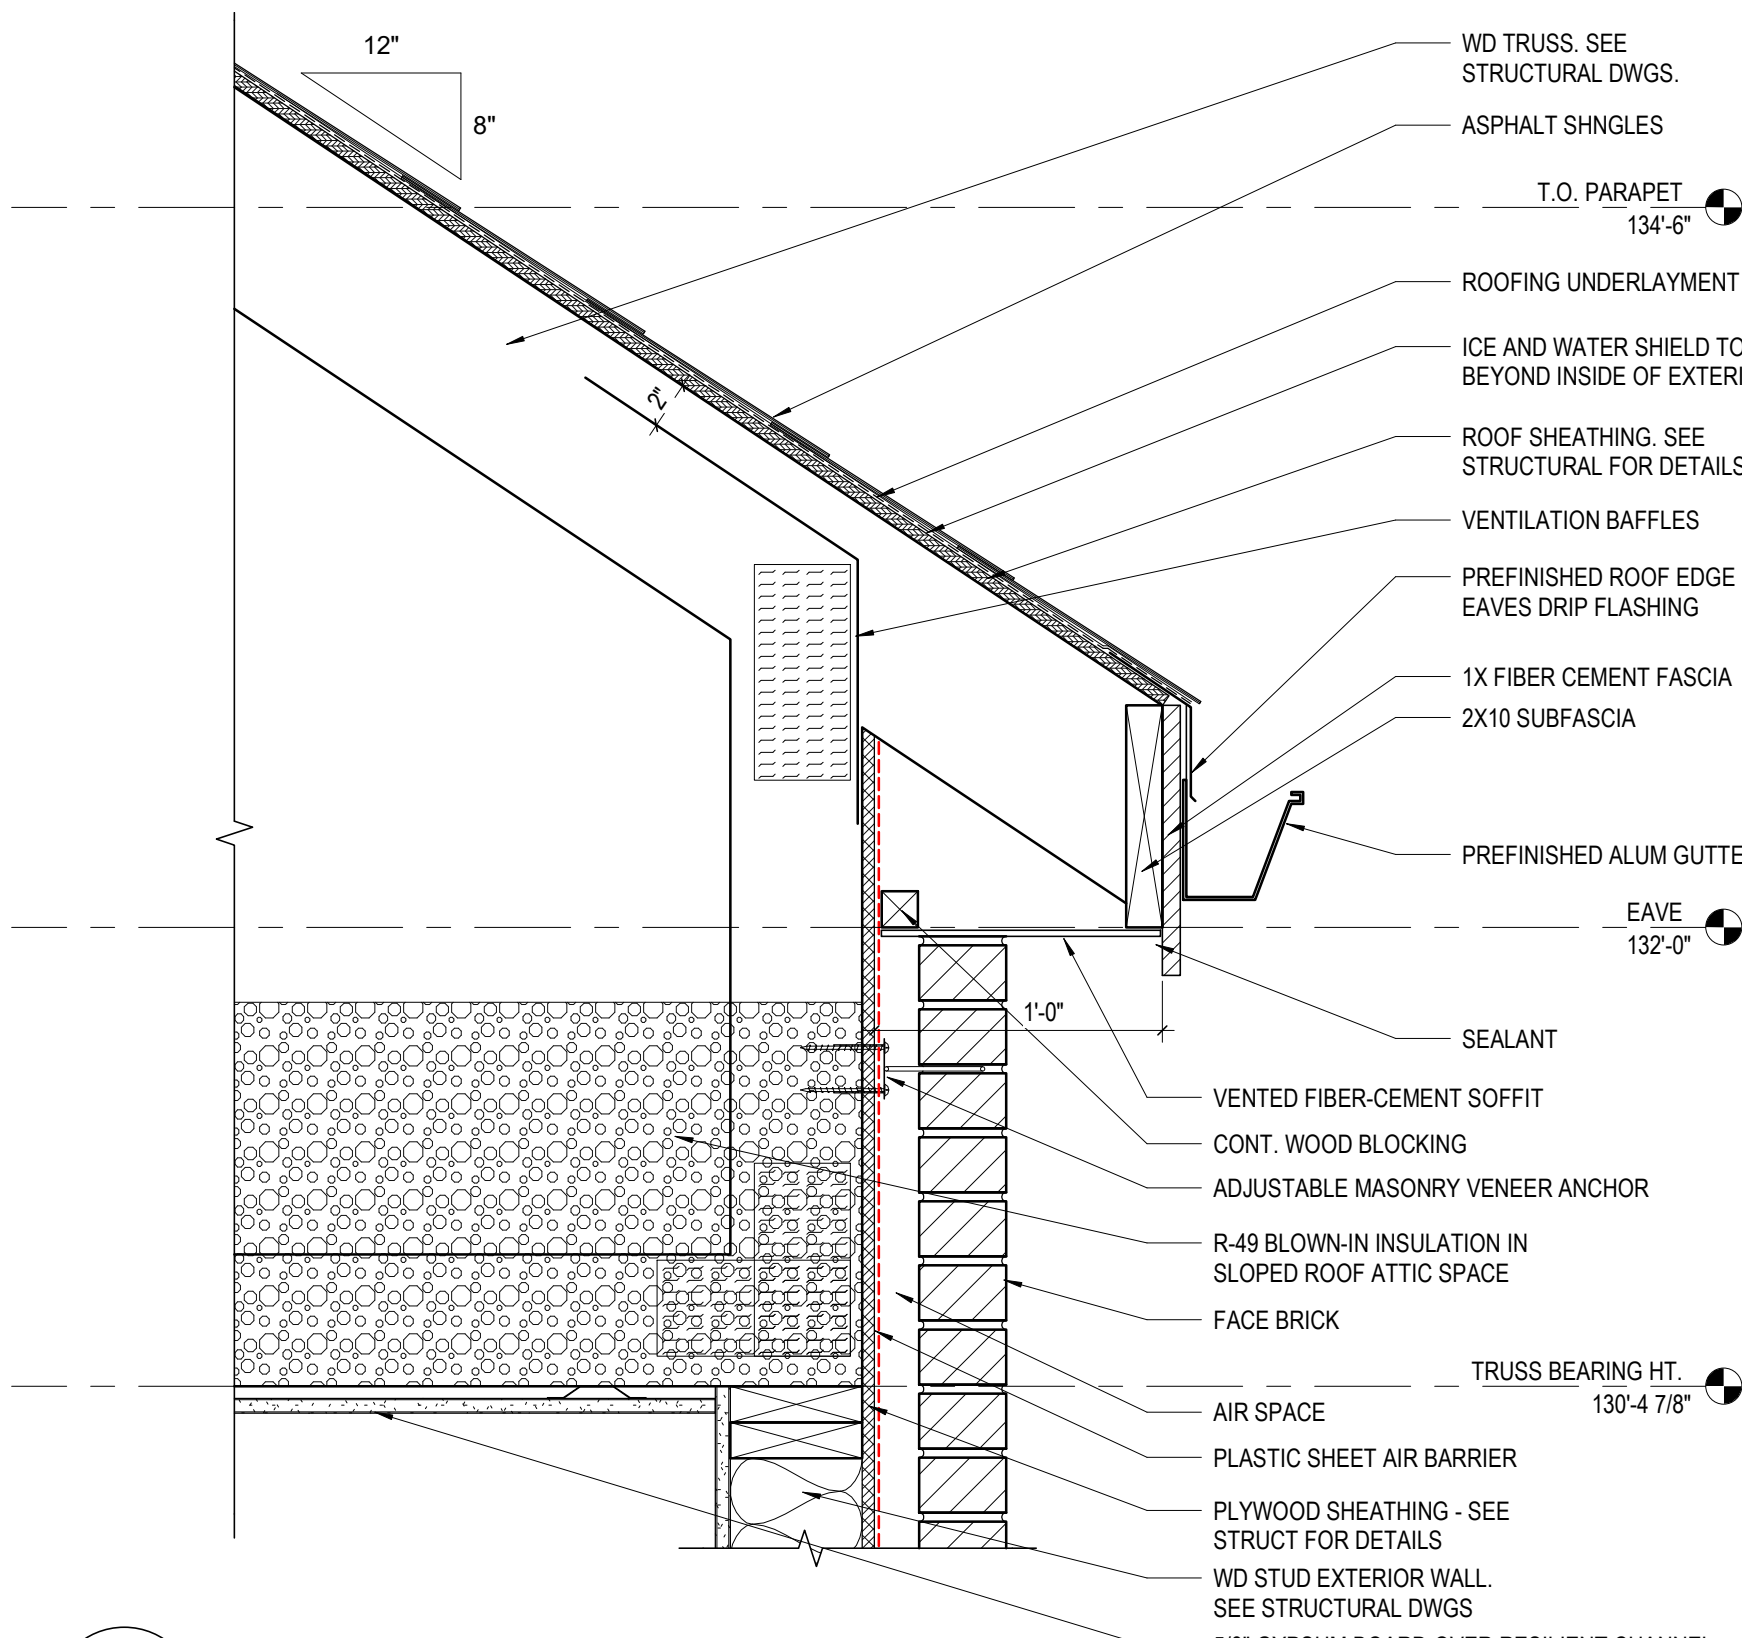 12"
8"
WD TRUSS. SEE
STRUCTURAL DWGS.
ASPHALT SHNGLES
T.O. PARAPET
134'-6"
ROOFING UNDERLAYMENT
ICE AND WATER SHIELD TO
BEYOND INSIDE OF
2"
ROOF SHEATHING. SEE
STRUCTURAL FOR DETAILS
VENTILATION BAFFLES
PREFINISHED ROOF EDGE
EAVES DRIP FLASHING
1X FIBER CEMENT FASCIA
2X10 SUBFASCIA
PREFINISHED ALUM
EAVE
132'-0"
1'-0"
SEALANT
VENTED FIBER-CEMENT SOFFIT
CONT. WOOD BLOCKING
ADJUSTABLE MASONRY VENEER ANCHOR
R-49 BLOWN-IN INSULATION IN
SLOPED ROOF ATTIC SPACE
FACE BRICK
TRUSS BEARING HT.
130'-4 7/8"
AIR SPACE
PLASTIC SHEET AIR BARRIER
PLYWOOD SHEATHING - SEE
STRUCT FOR DETAILS
WD STUD EXTERIOR WALL.
SEE STRUCTURAL DWGS